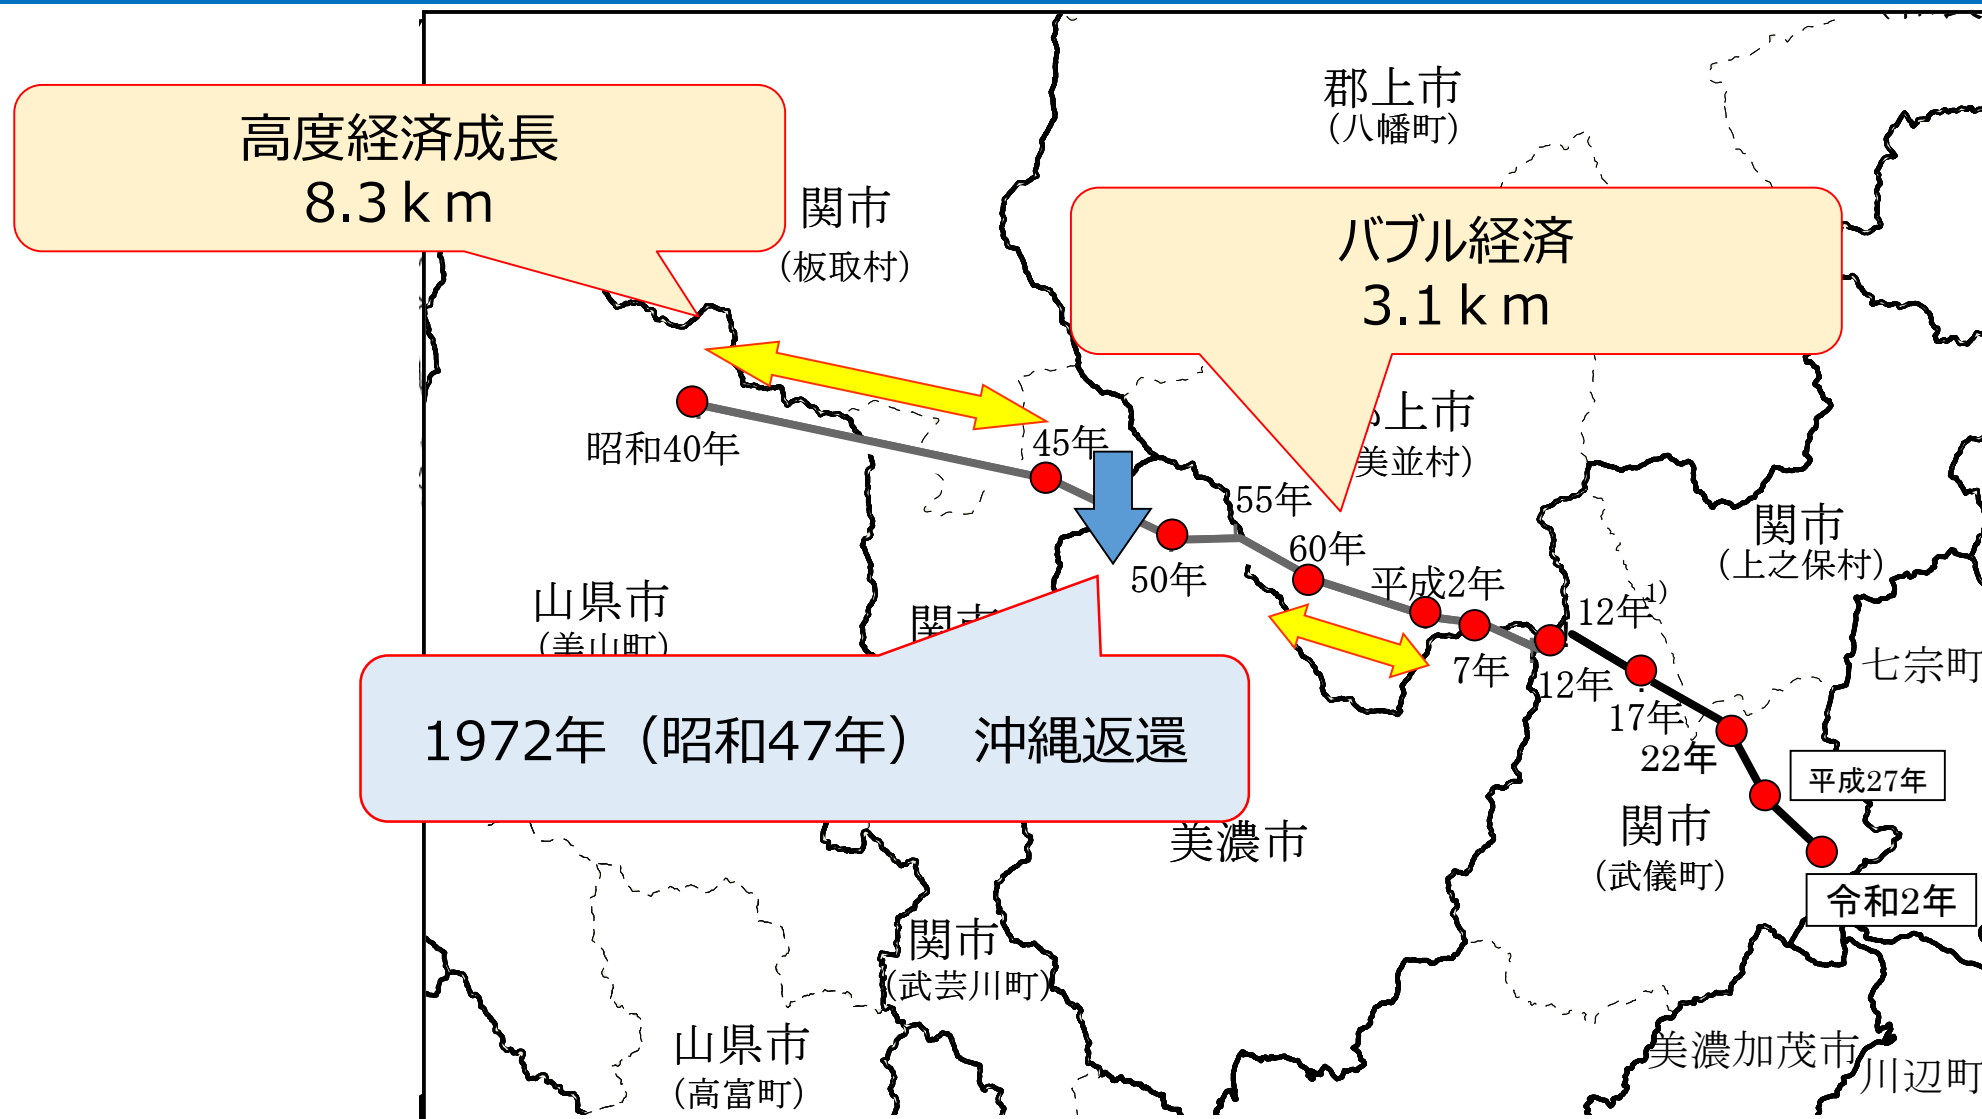 郡上市
(八幡町)
高度経済成長
8.3ｋｍ
関市
(板取村)
バブル経済
3.1ｋｍ
上市
美並村)
昭和40年
45年
50年
55年
60年
平成2年
7年
12年
12年1)
17年
22年
平成27年
令和2年
関市
(上之保村)
七宗町
山県市
(美山町)
関市
1972年（昭和47年）　沖縄返還
美濃市
関市
(武儀町)
関市
(武芸川町)
山県市
(高富町)
美濃加茂市
川辺町